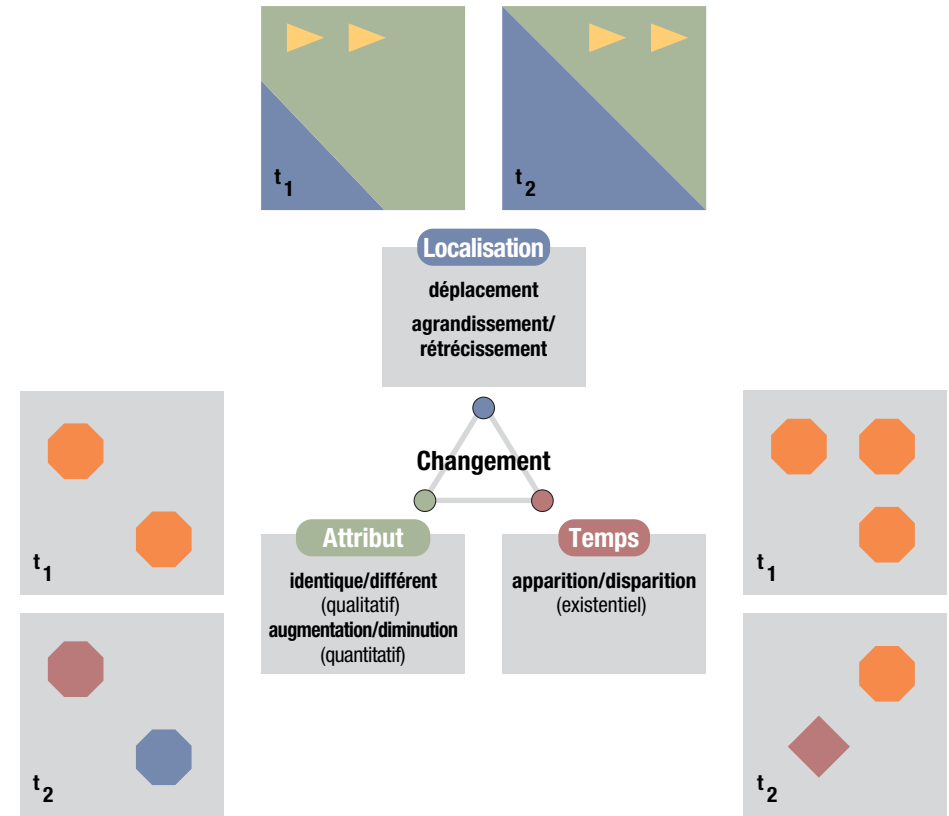 t1
t2
Localisation
déplacement
agrandissement/
rétrécissement
Changement
t1
t2
Attribut
identique/différent
(qualitatif)
augmentation/diminution
(quantitatif)
Temps
apparition/disparition
(existentiel)
t1
t2